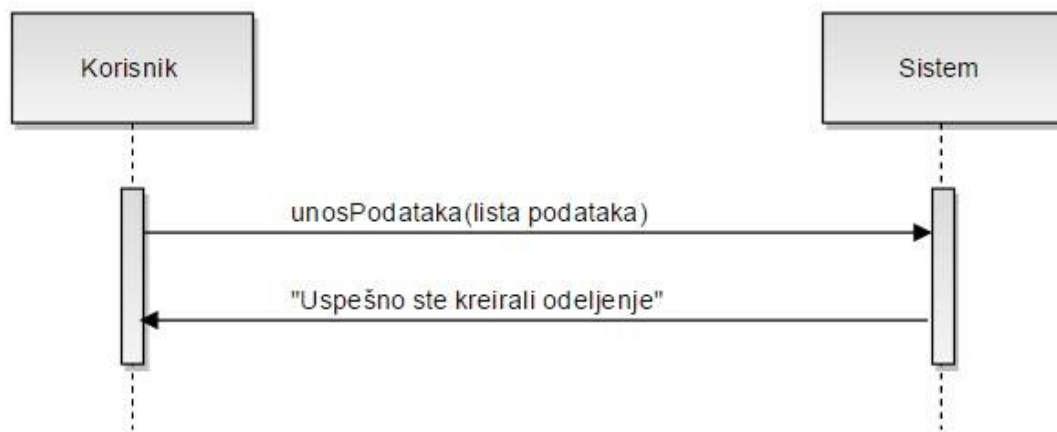 Korisnik
Sistem
unosPodataka(lista podataka)
"Uspešno ste kreirali odeljenje"